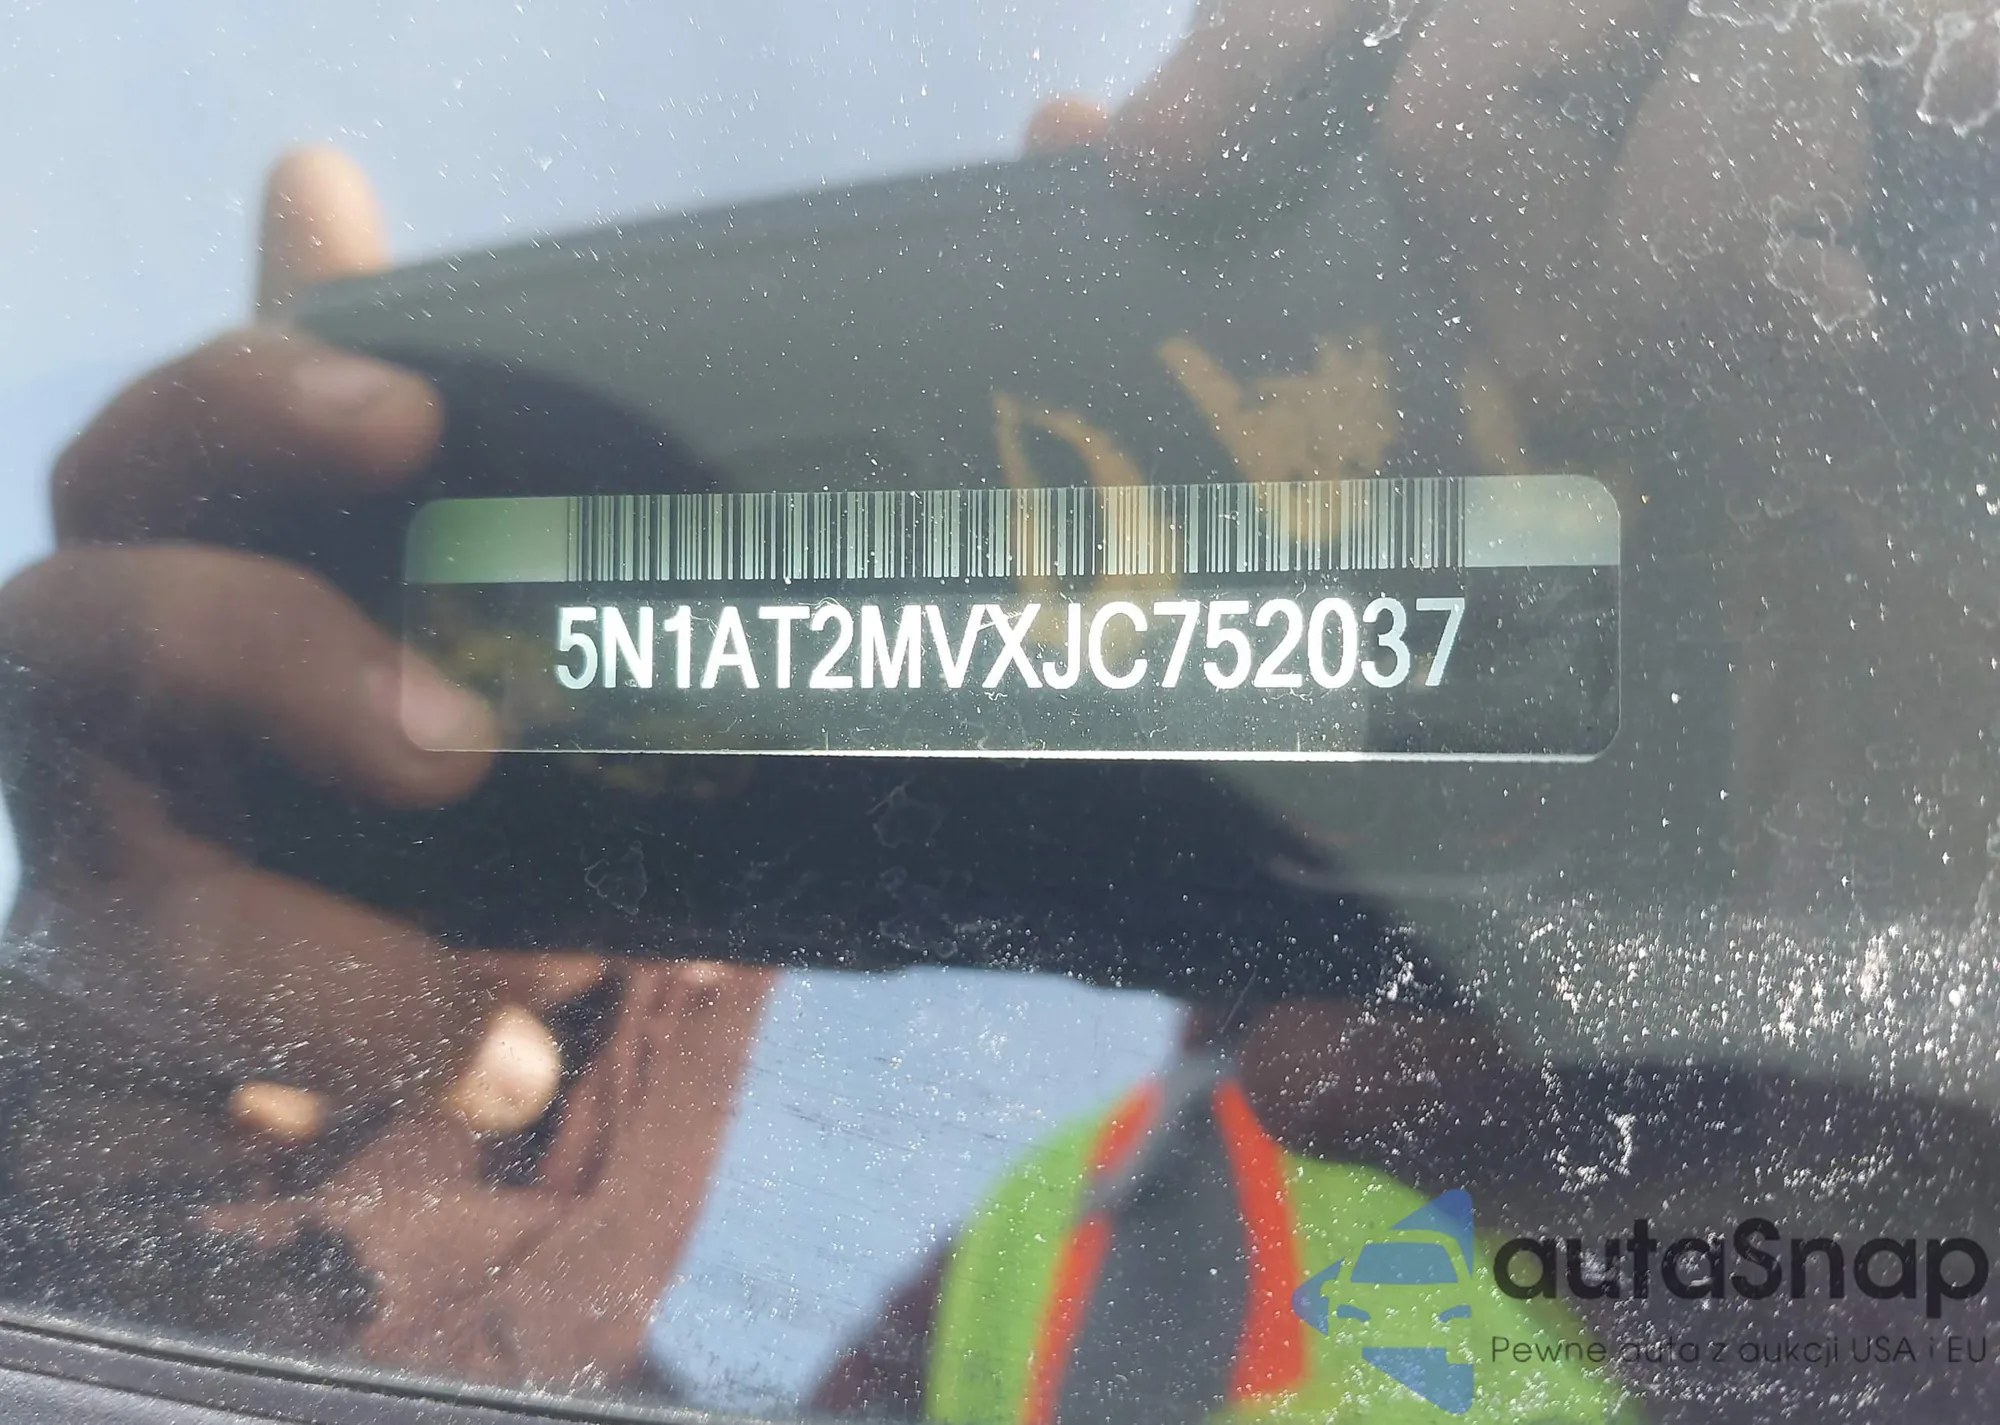 5N1AT2MVXJC752037
autaSnap
Pewne auta z aukcji USA i EU